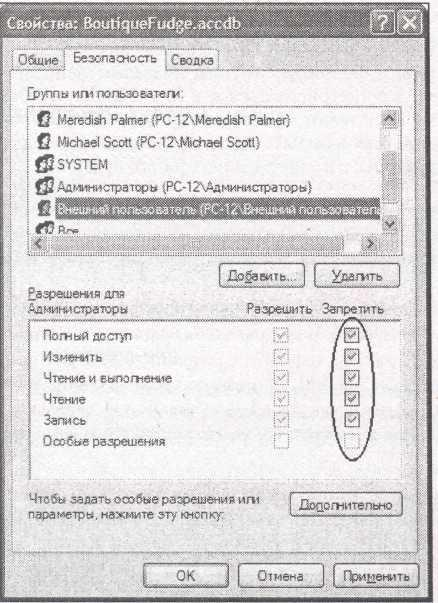 Свойства: BoutiqueFudge.accdb
Общие Безопасность Сводка
Группы или пользователи:
Meredish Palmer (PC-12\Meredish Palmer)
Michael Scott (PC-12\Michael Scott)
SYSTEM
Администраторы (PC-12\Администраторы)
Внешний пользователь (PC-12\Внешний пользователь
Все
Добавить... Удалить
Разрешения для
Администраторы Разрешить Запретить
Полный доступ
Изменить
Чтение и выполнение
Чтение
Запись
Особые разрешения
Чтобы задать особые разрешения или
параметры, нажмите эту кнопку: Дополнительно
OK Отмена Применить